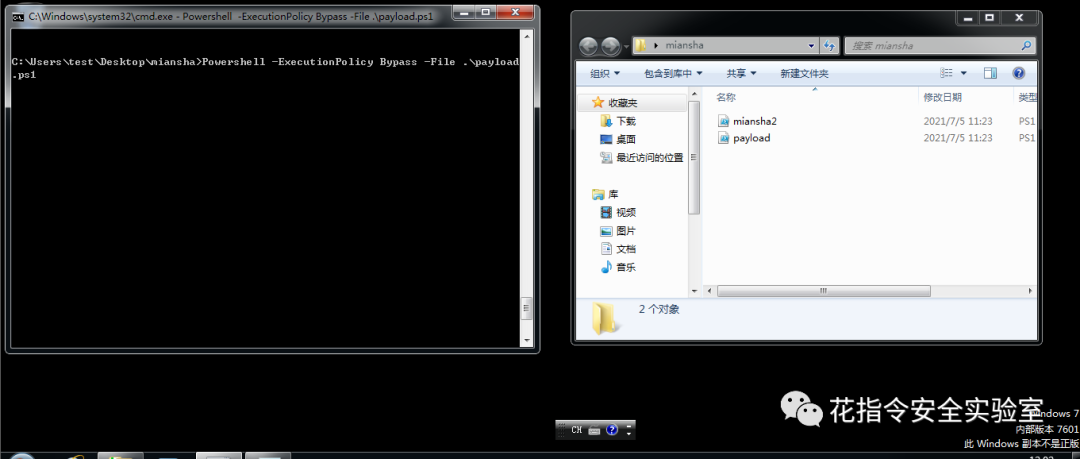 C:\Windows\system32\cmd.exe - Powershell -ExecutionPolicy Bypass -File .\payload.ps1
C:\Users\test\Desktop\miansha>Powershell -ExecutionPolicy Bypass -File .\payload
.ps1
miansha
搜索 miansha
组织 包含到库中 共享 新建文件夹
收藏夹
下载
桌面
最近访问的位置
库
视频
图片
文档
音乐
名称 修改日期 类型
miansha2 2021/7/5 11:23 PS1
payload 2021/7/5 11:23 PS1
2 个对象
CH
花指令安全实验室
Windows 7
内部版本 7601
此 Windows 副本不是正版